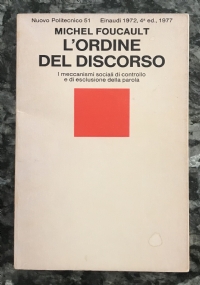 Nuovo Politecnico 51 Einaudi 1972, 4ª ed., 1977
MICHEL FOUCAULT
L'ORDINE
DEL DISCORSO
I meccanismi sociali di controllo
e di esclusione della parola